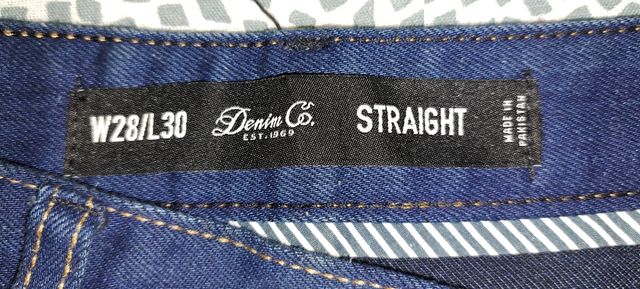 W28/L30
Denim Co.
EST. 1969
STRAIGHT
MADE IN
PAKISTAN